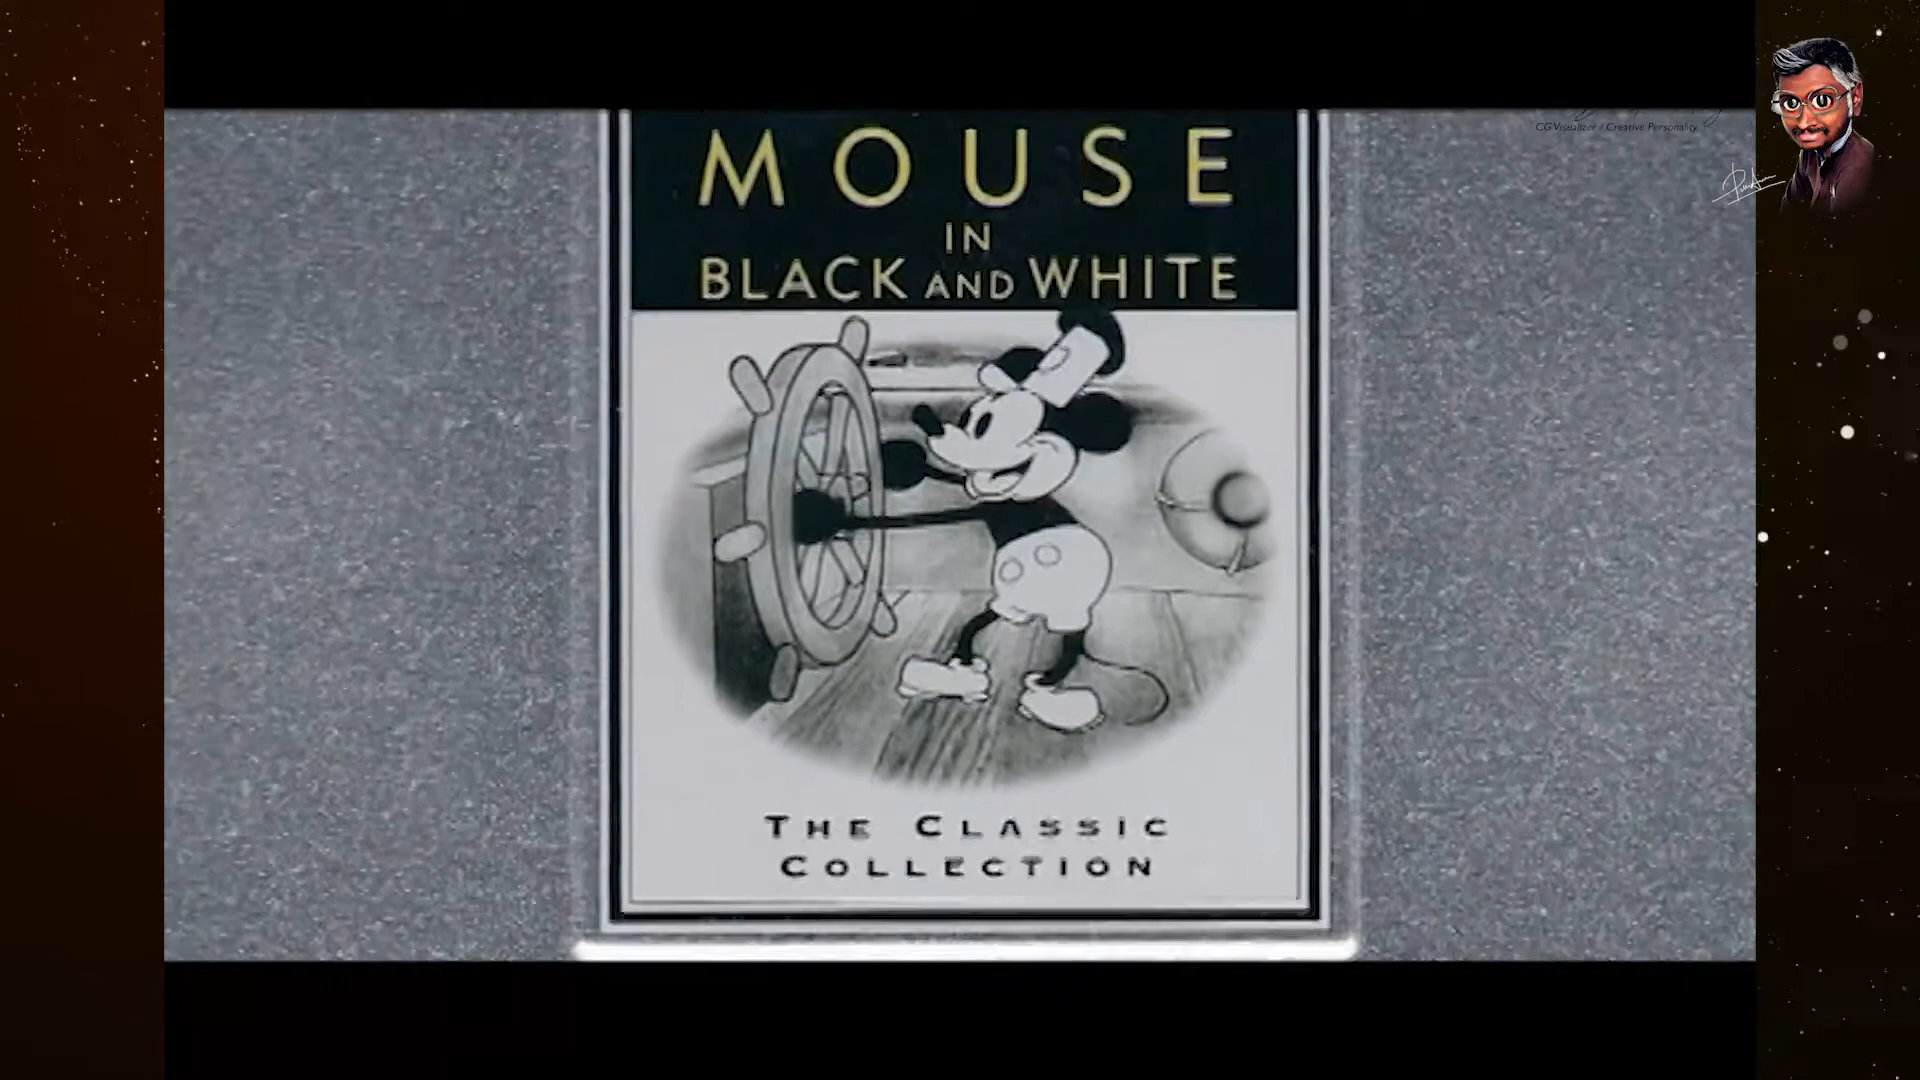 MOUSE
IN
BLACK AND WHITE
CG Visualizer / Creative Personality
THE CLASSIC
COLLECTION